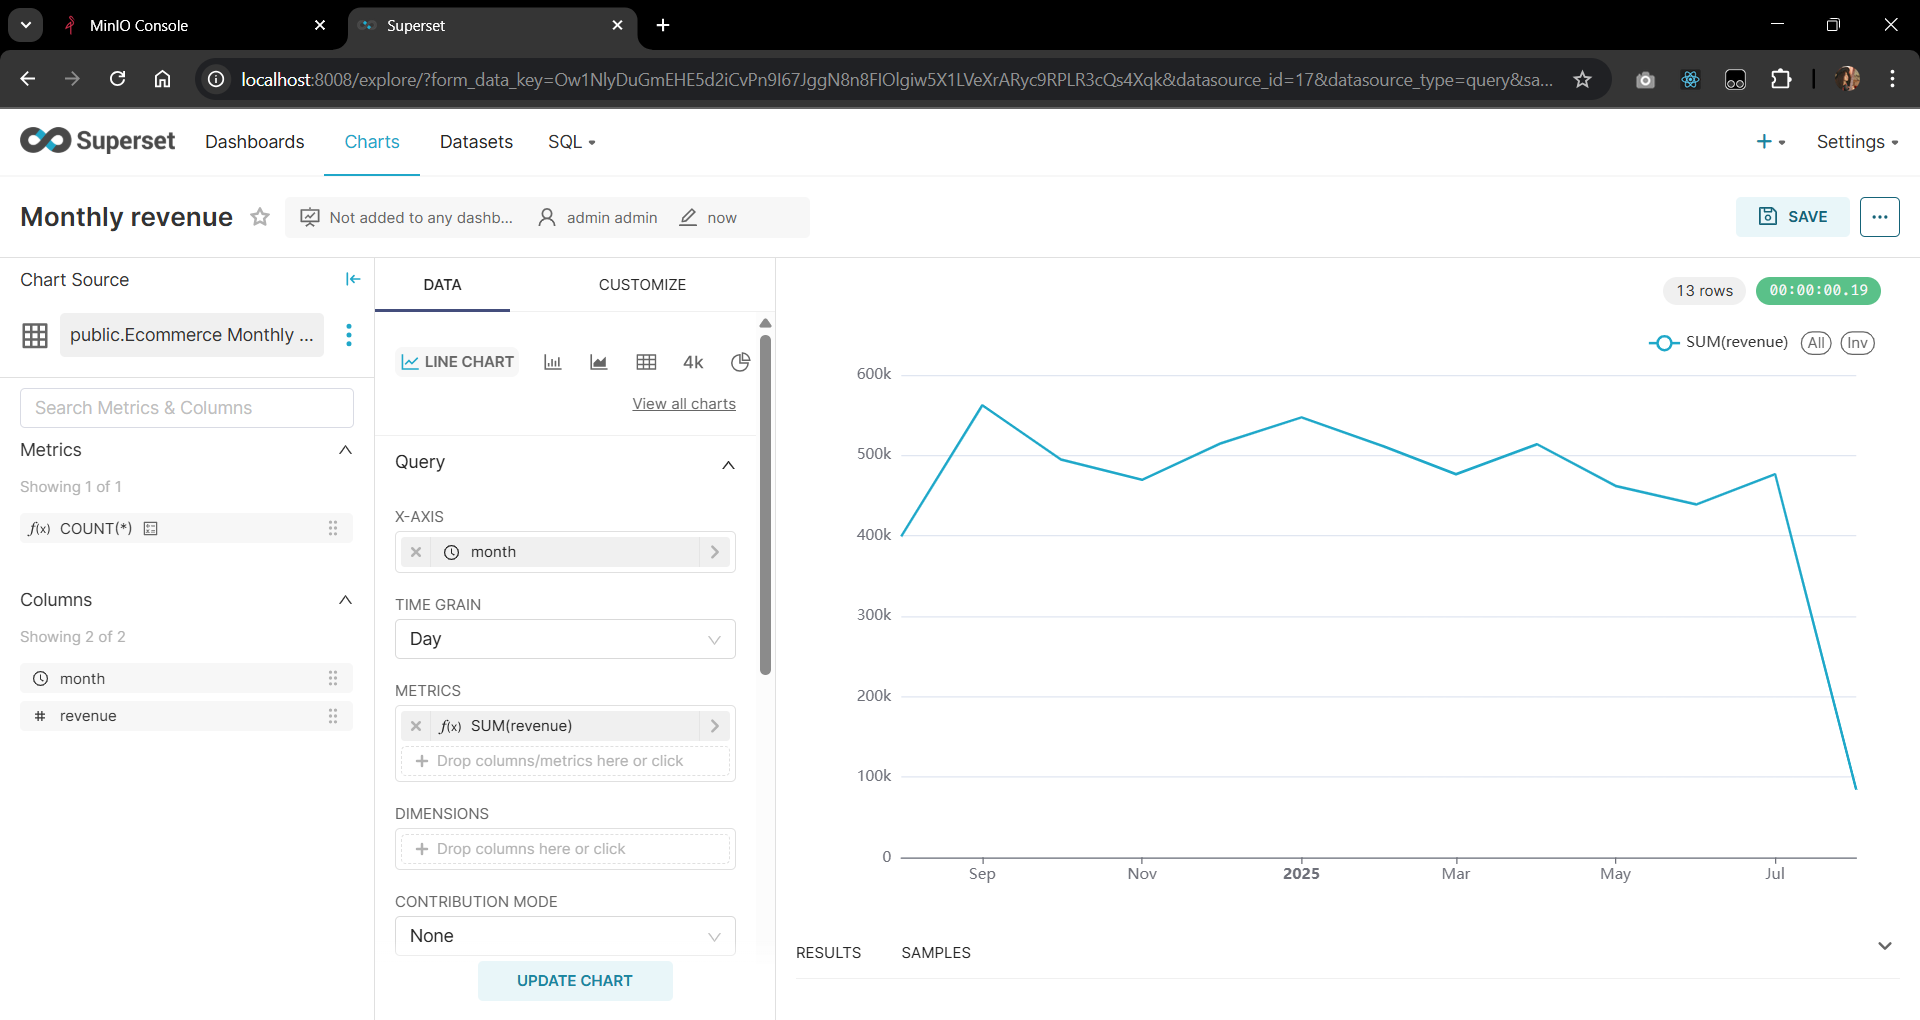 MinIO Console
Superset
localhost:8008/explore/?form_data_key=Ow1NlyDuGmEHE5d2iCvPn9I67JggN8n8FIOlgiw5X1LVeXrARyc9RPLR3cQs4Xqk&datasource_id=17&datasource_type=query&sa...
Superset
Dashboards
Charts
Datasets
SQL
Settings
Monthly revenue
Not added to any dashb...
admin admin
now
SAVE
Chart Source
public.Ecommerce Monthly ...
Search Metrics & Columns
Metrics
Showing 1 of 1
f(x) COUNT(*)
Columns
Showing 2 of 2
month
# revenue
DATA
CUSTOMIZE
LINE CHART
4k
View all charts
Query
X-AXIS
month
TIME GRAIN
Day
METRICS
f(x) SUM(revenue)
+ Drop columns/metrics here or click
DIMENSIONS
+ Drop columns here or click
CONTRIBUTION MODE
None
UPDATE CHART
13 rows
00:00:00.19
SUM(revenue)
All
Inv
600k
500k
400k
300k
200k
100k
0
Sep
Nov
2025
Mar
May
Jul
RESULTS
SAMPLES